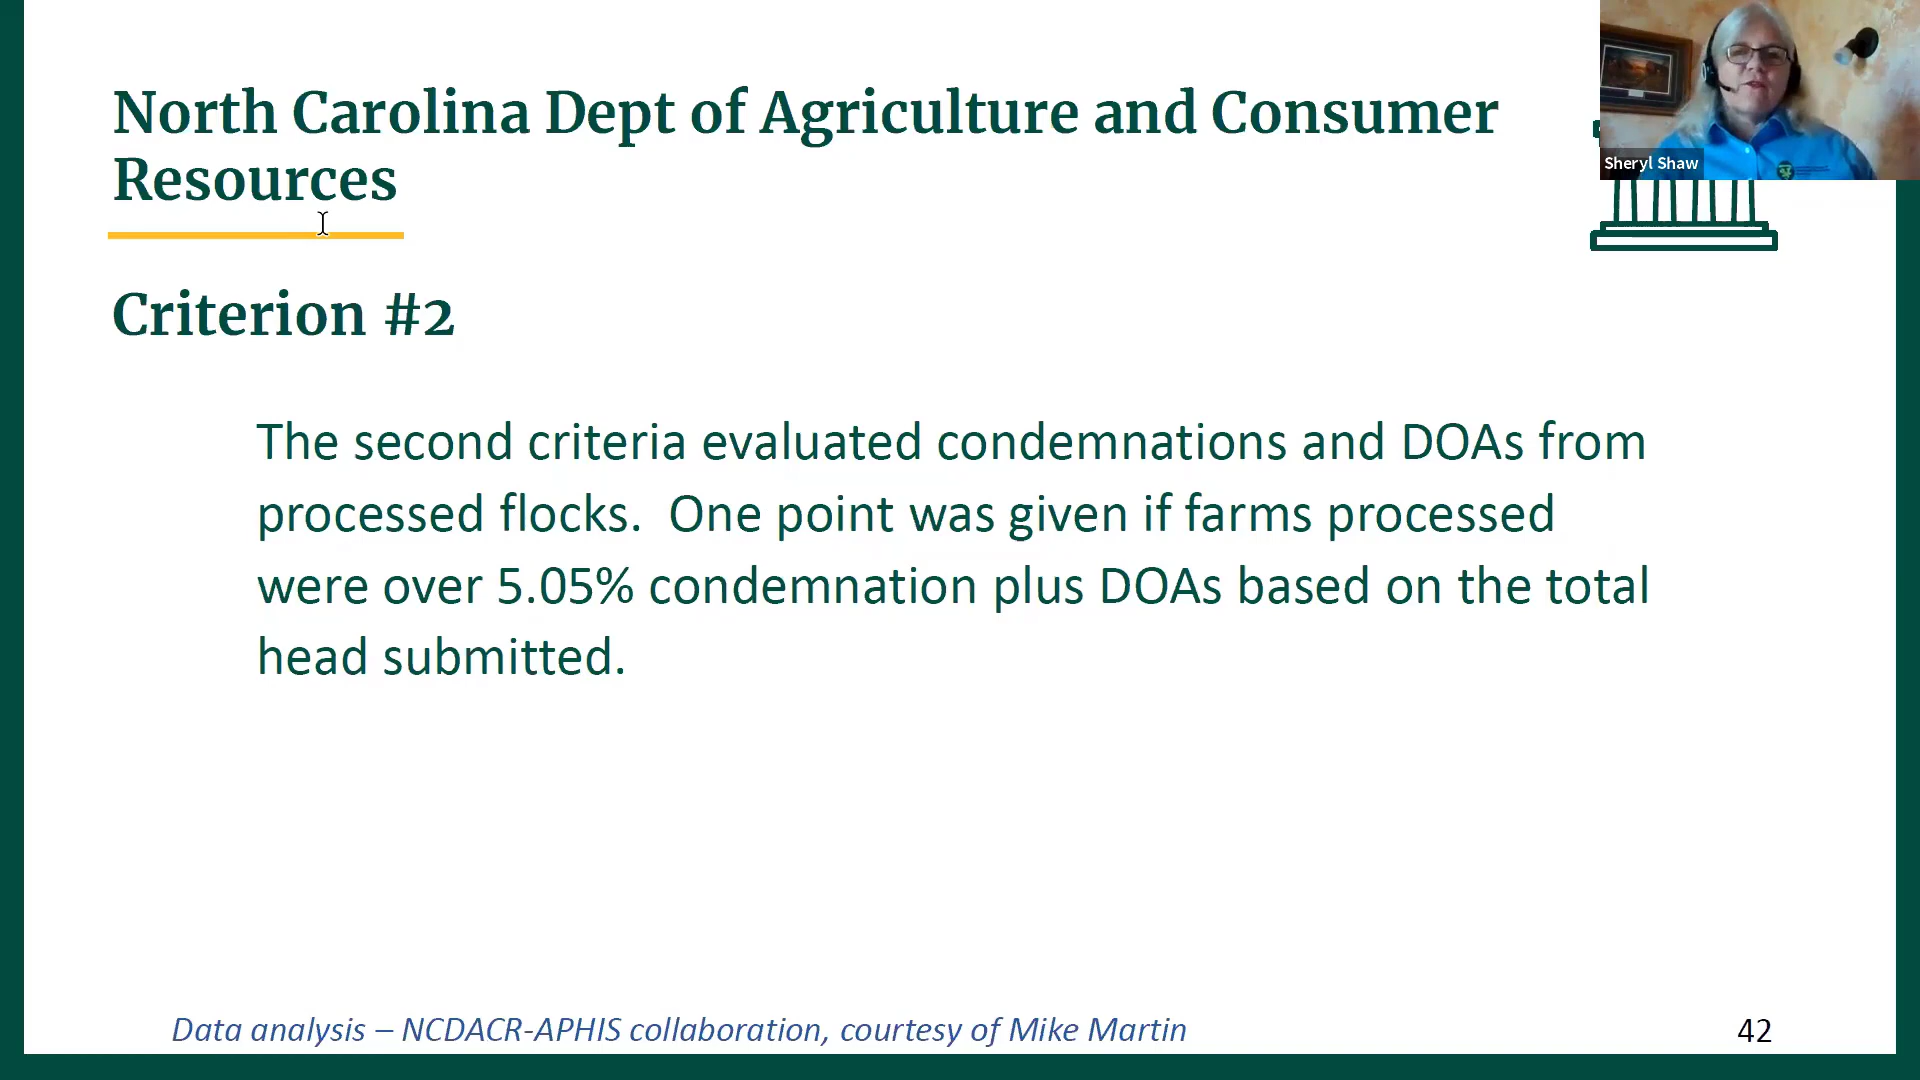 North Carolina Dept of Agriculture and Consumer
Resources
Sheryl Shaw
Criterion #2
The second criteria evaluated condemnations and DOAs from
processed flocks.  One point was given if farms processed
were over 5.05% condemnation plus DOAs based on the total
head submitted.
Data analysis – NCDACR-APHIS collaboration, courtesy of Mike Martin
42